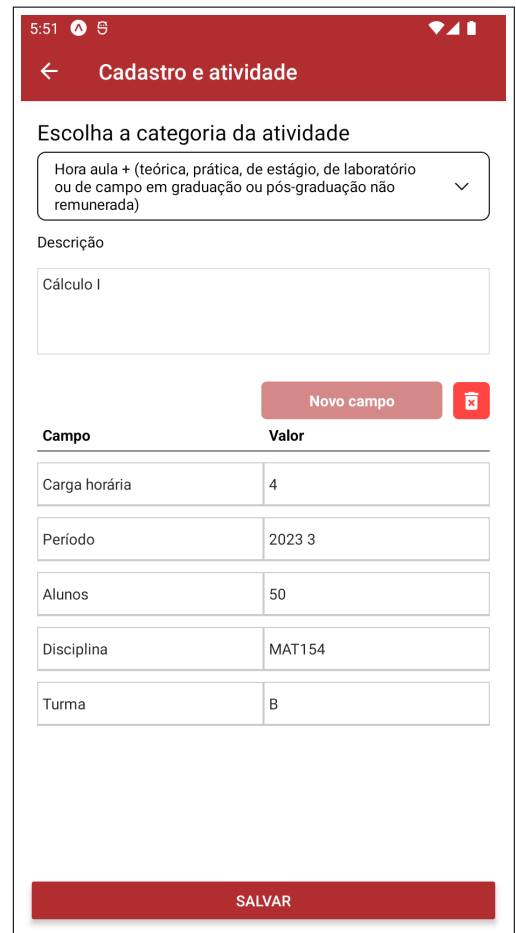 5:51
Cadastro e atividade
Escolha a categoria da atividade
Hora aula + (teórica, prática, de estágio, de laboratório
ou de campo em graduação ou pós-graduação não
remunerada)
Descrição
Cálculo I
Novo campo
Campo Valor
Carga horária 4
Período 2023 3
Alunos 50
Disciplina MAT154
Turma B
SALVAR